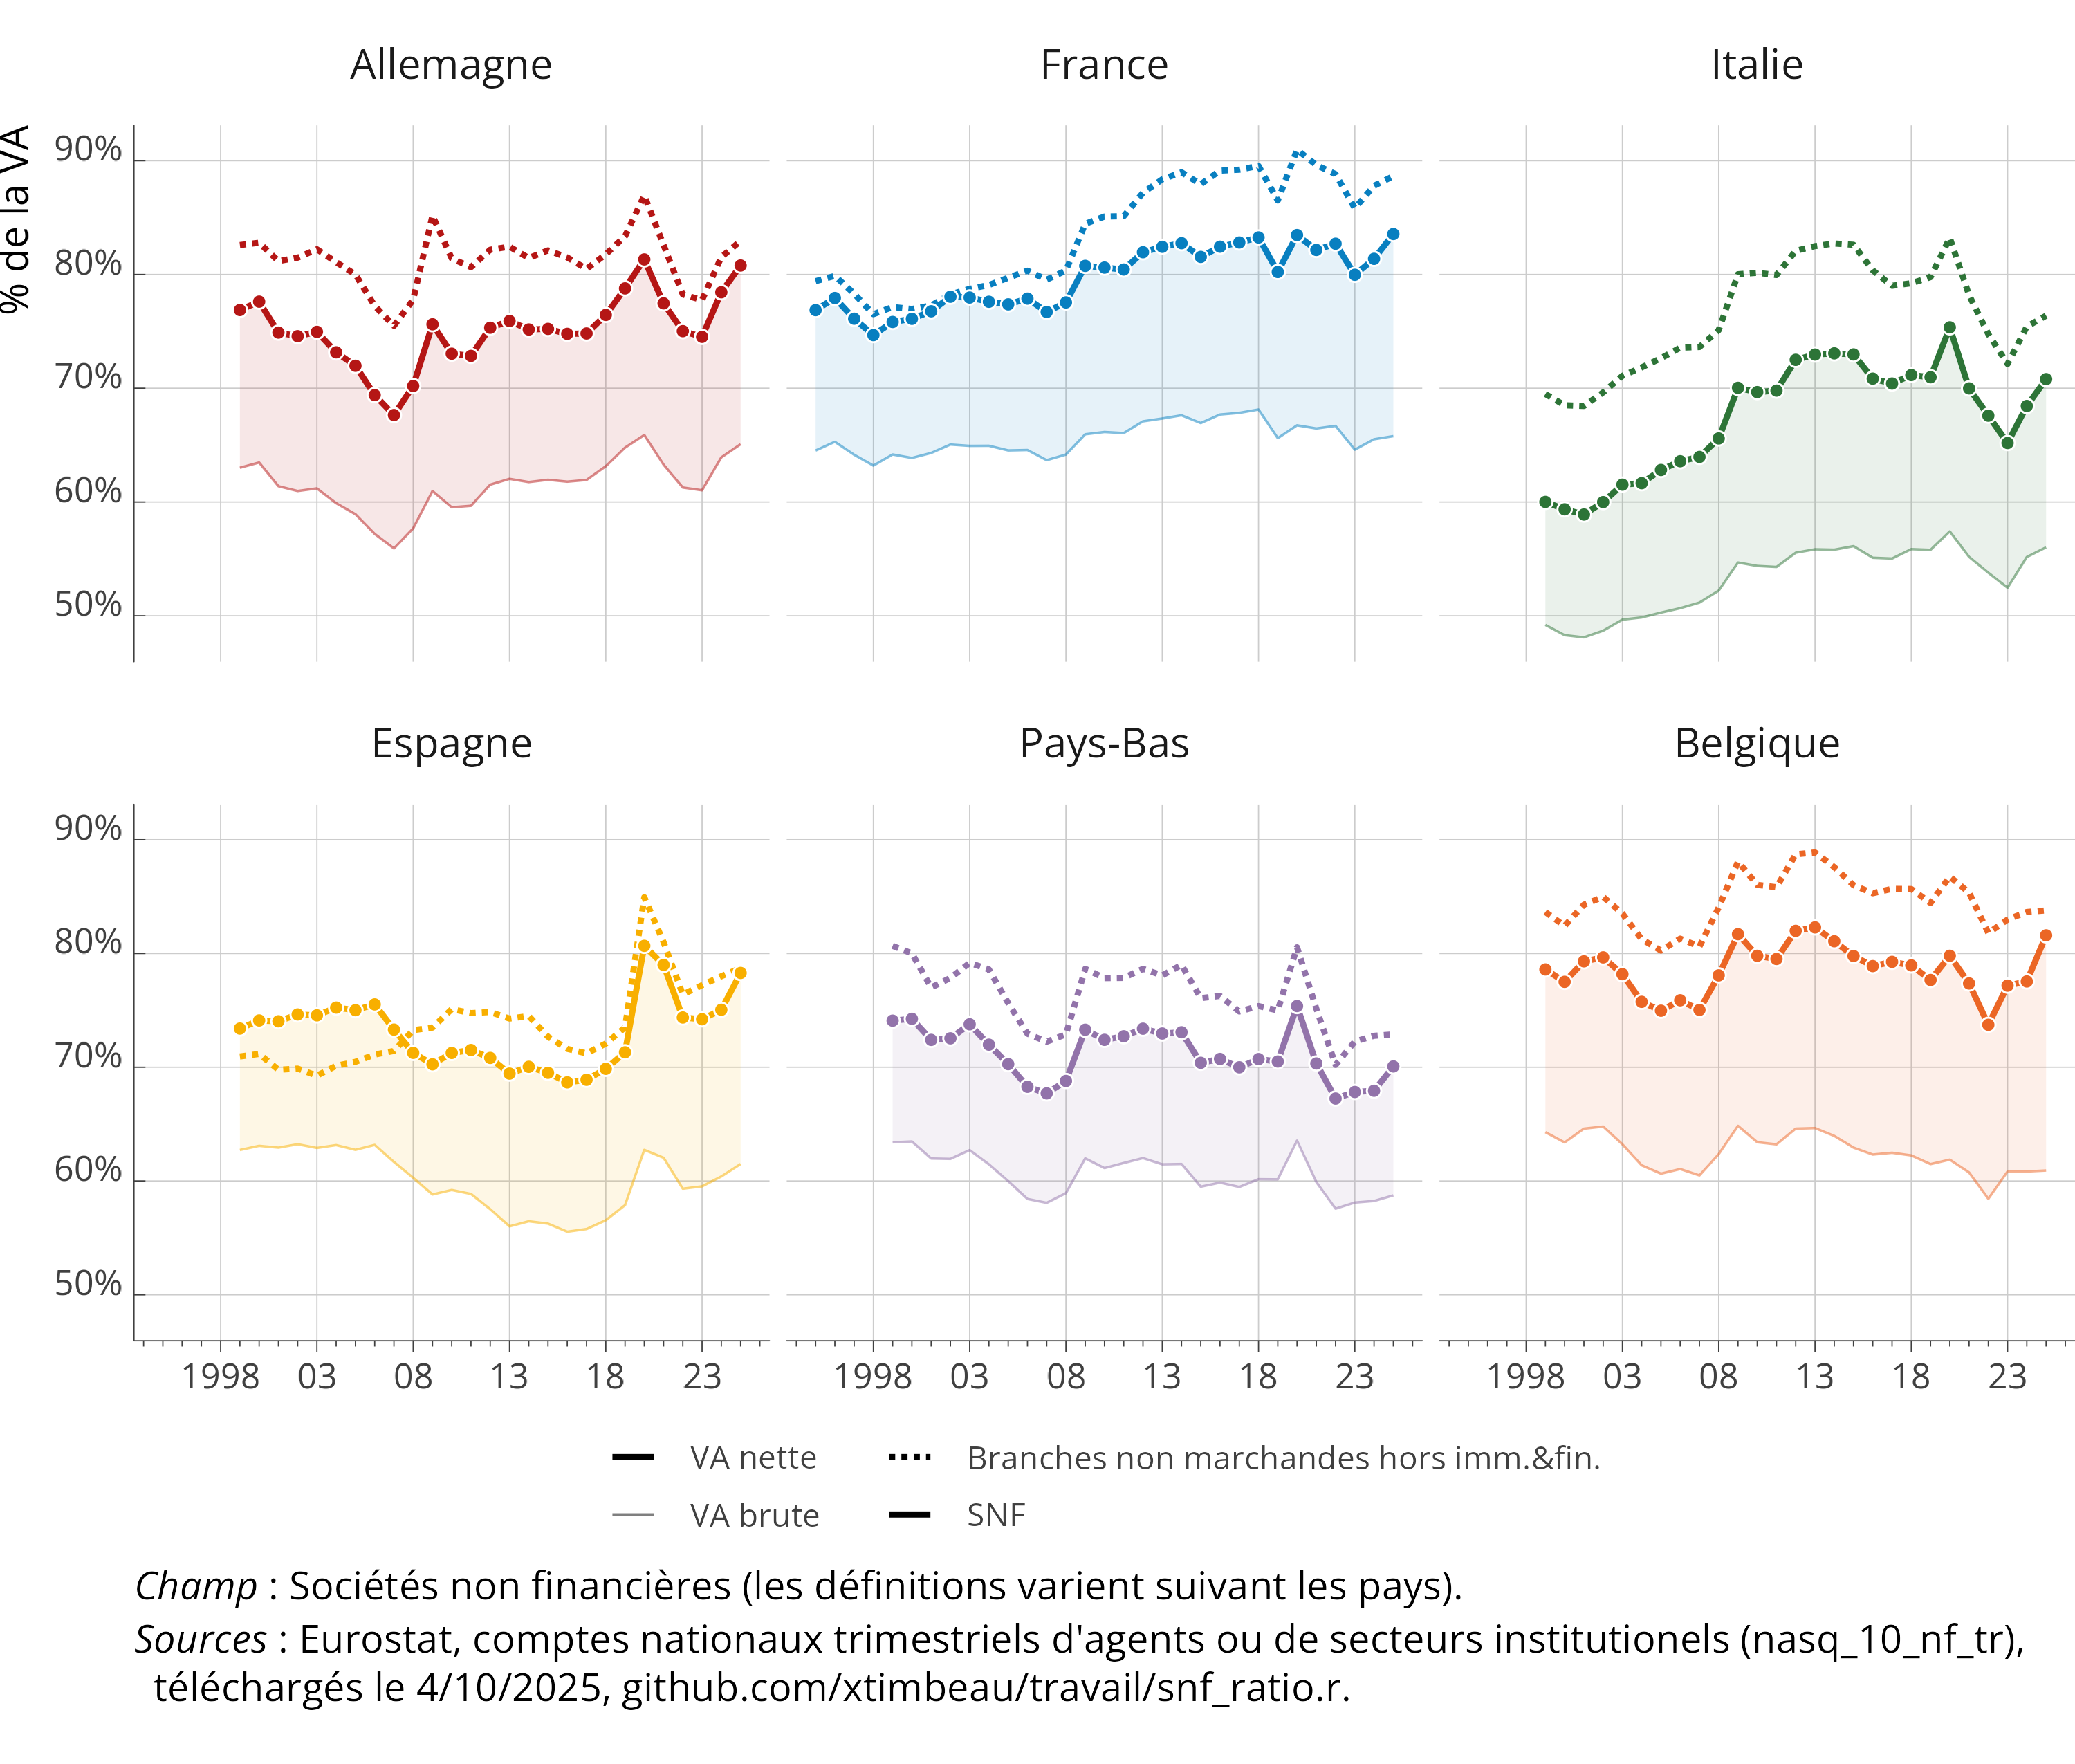 Allemagne France Italie
% de la VA
90%
80%
70%
60%
50%
Espagne Pays-Bas Belgique
90%
80%
70%
60%
50%
1998 03 08 13 18 23 1998 03 08 13 18 23 1998 03 08 13 18 23
VA nette Branches non marchandes hors imm.&fin.
VA brute SNF
Champ : Sociétés non financières (les définitions varient suivant les pays).
Sources : Eurostat, comptes nationaux trimestriels d'agents ou de secteurs institutionels (nasq_10_nf_tr),
téléchargés le 4/10/2025, github.com/xtimbeau/travail/snf_ratio.r.